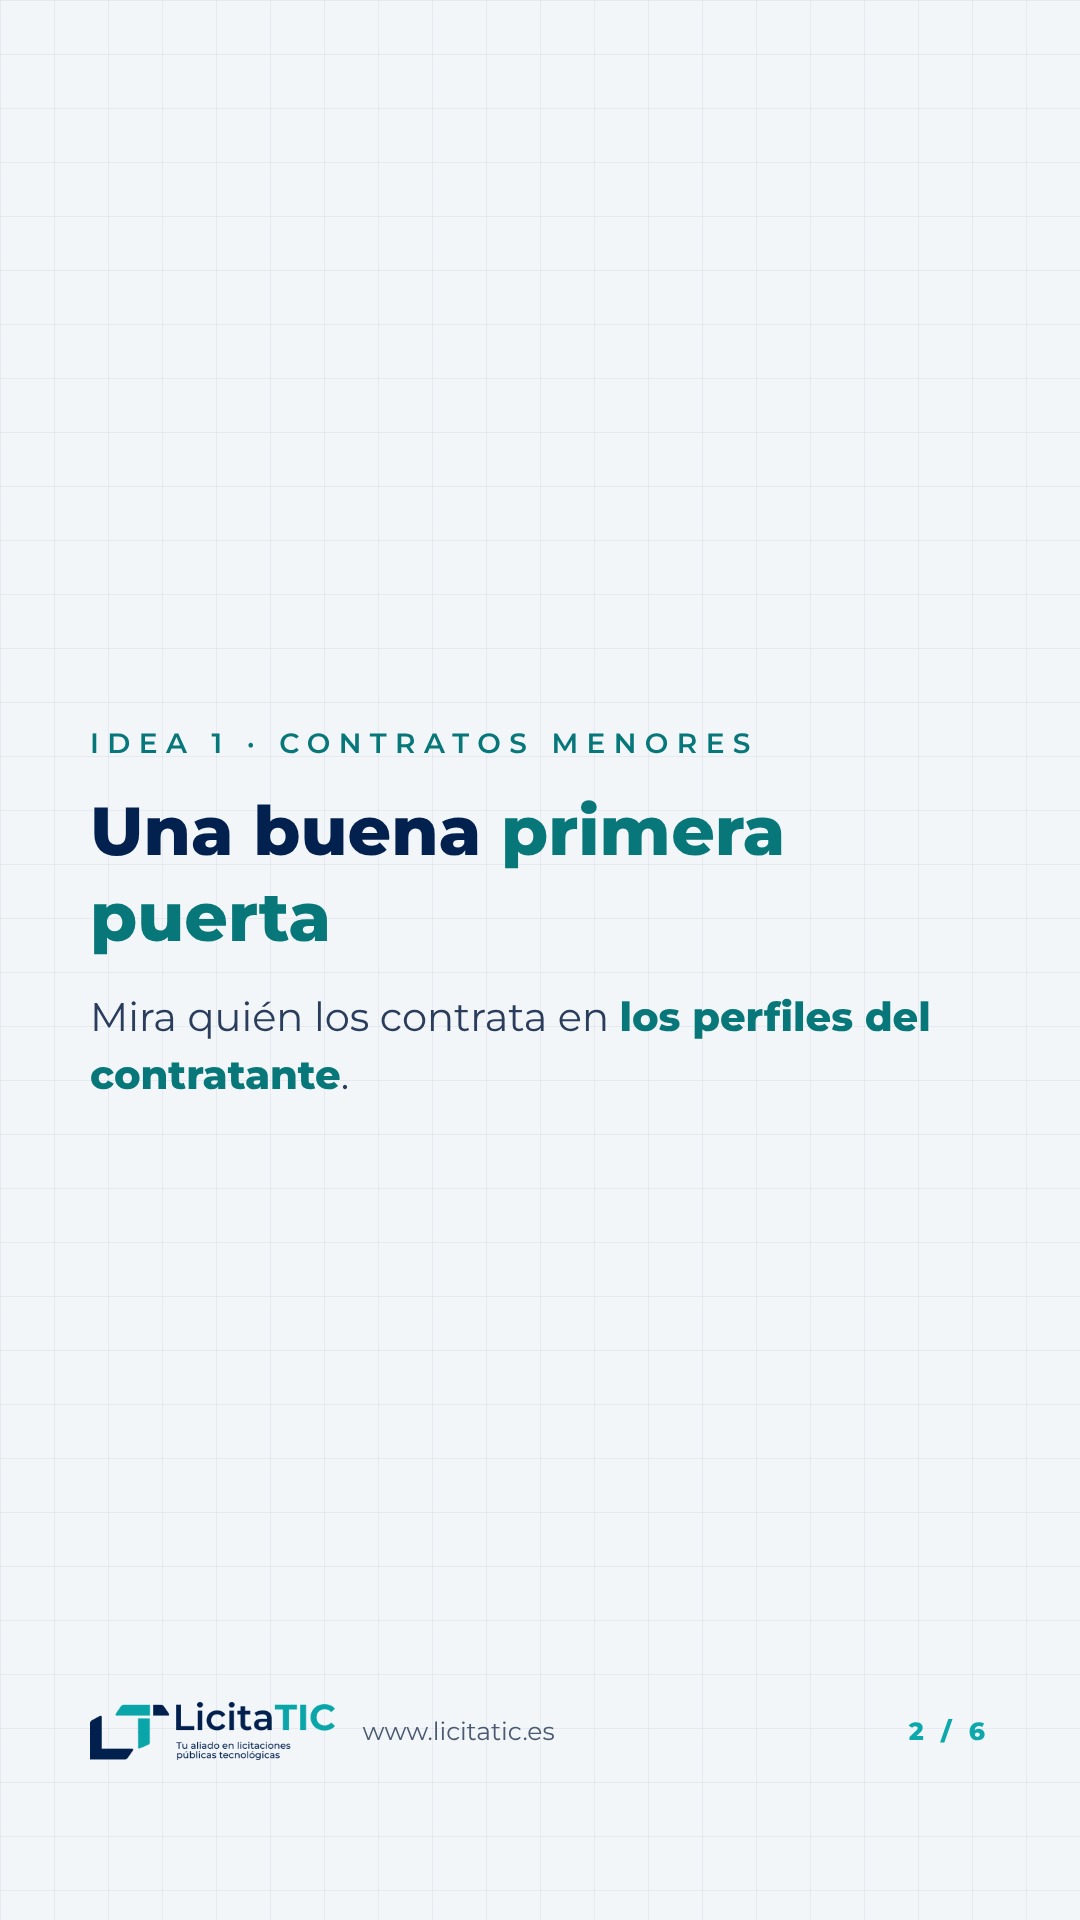 IDEA 1 · CONTRATOS MENORES
Una buena primera
puerta
Mira quién los contrata en los perfiles del
contratante.
LicitaTIC
Tu aliado en licitaciones
públicas tecnológicas
www.licitatic.es
2 / 6